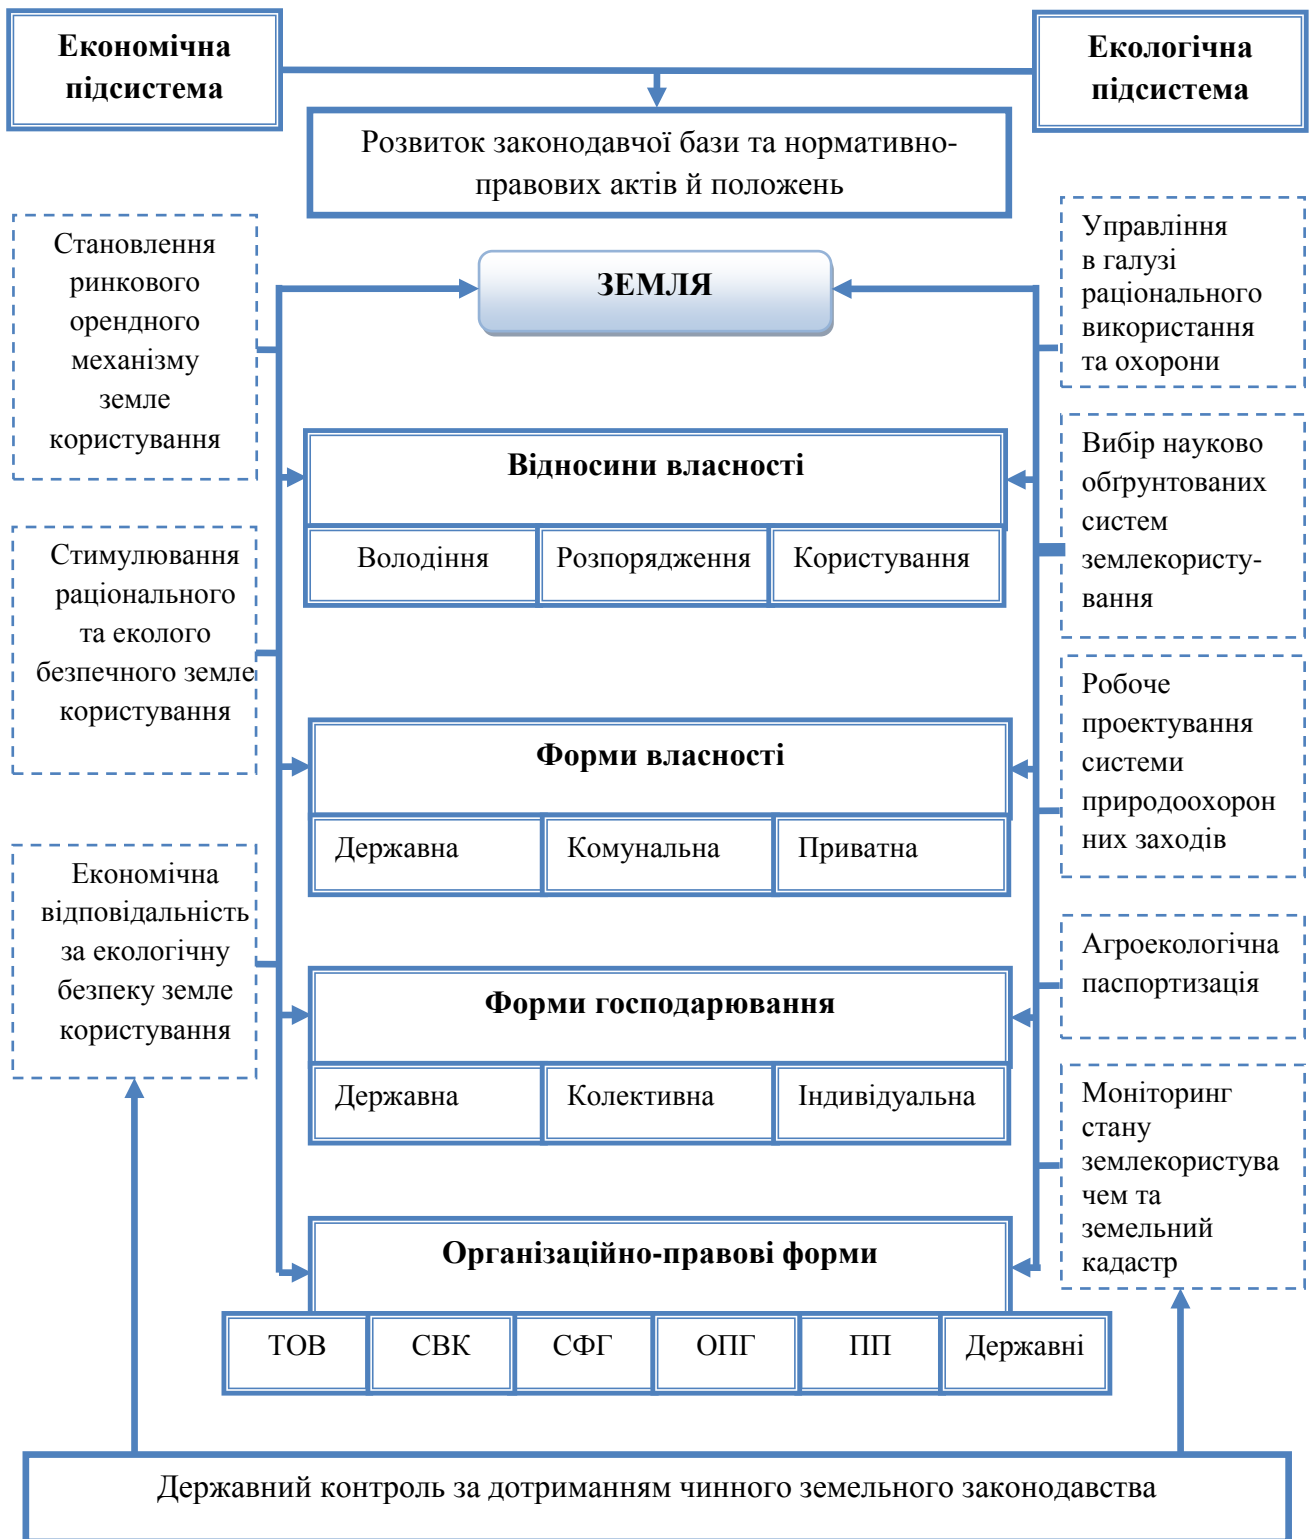 Економічна
підсистема
Екологічна
підсистема
Розвиток законодавчої бази та нормативно-
правових актів й положень
Становлення
ринкового
орендного
механізму
земле
користування
Стимулювання
раціонального
та еколого
безпечного земле
користування
Економічна
відповідальність
за екологічну
безпеку земле
користування
ЗЕМЛЯ
Відносини власності
Володіння
Розпорядження
Користування
Форми власності
Державна
Комунальна
Приватна
Форми господарювання
Державна
Колективна
Індивідуальна
Організаційно-правові форми
ТОВ
СВК
СФГ
ОПГ
ПП
Державні
Управління
в галузі
раціонального
використання
та охорони
Вибір науково
обґрунтованих
систем
землекористу-
вання
Робоче
проектування
системи
природоохорон
них заходів
Агроекологічна
паспортизація
Моніторинг
стану
землекористува
чем та
земельний
кадастр
Державний контроль за дотриманням чинного земельного законодавства